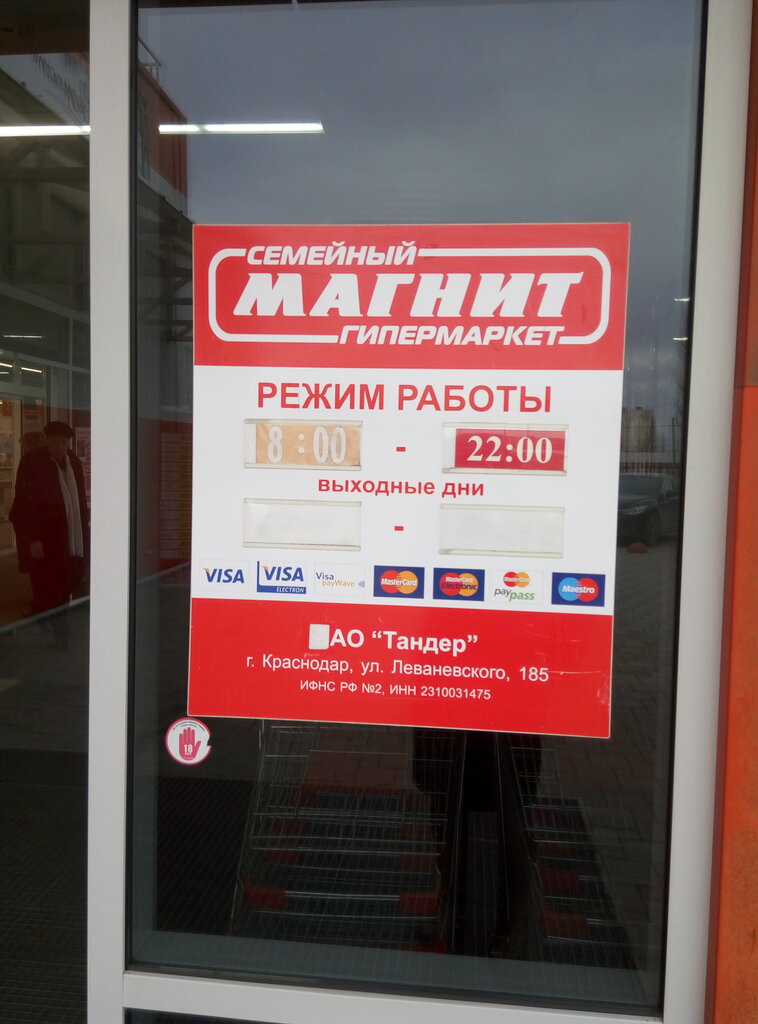 СЕМЕЙНЫЙ
МАГНИТ
ГИПЕРМАРКЕТ
РЕЖИМ РАБОТЫ
8:00 - 22:00
выходные дни
-
VISA VISA ELECTRON Visa payWave MasterCard MasterCard Electronic MasterCard paypass Maestro
АО “Тандер”
г. Краснодар, ул. Леваневского, 185
ИФНС РФ №2, ИНН 2310031475
18